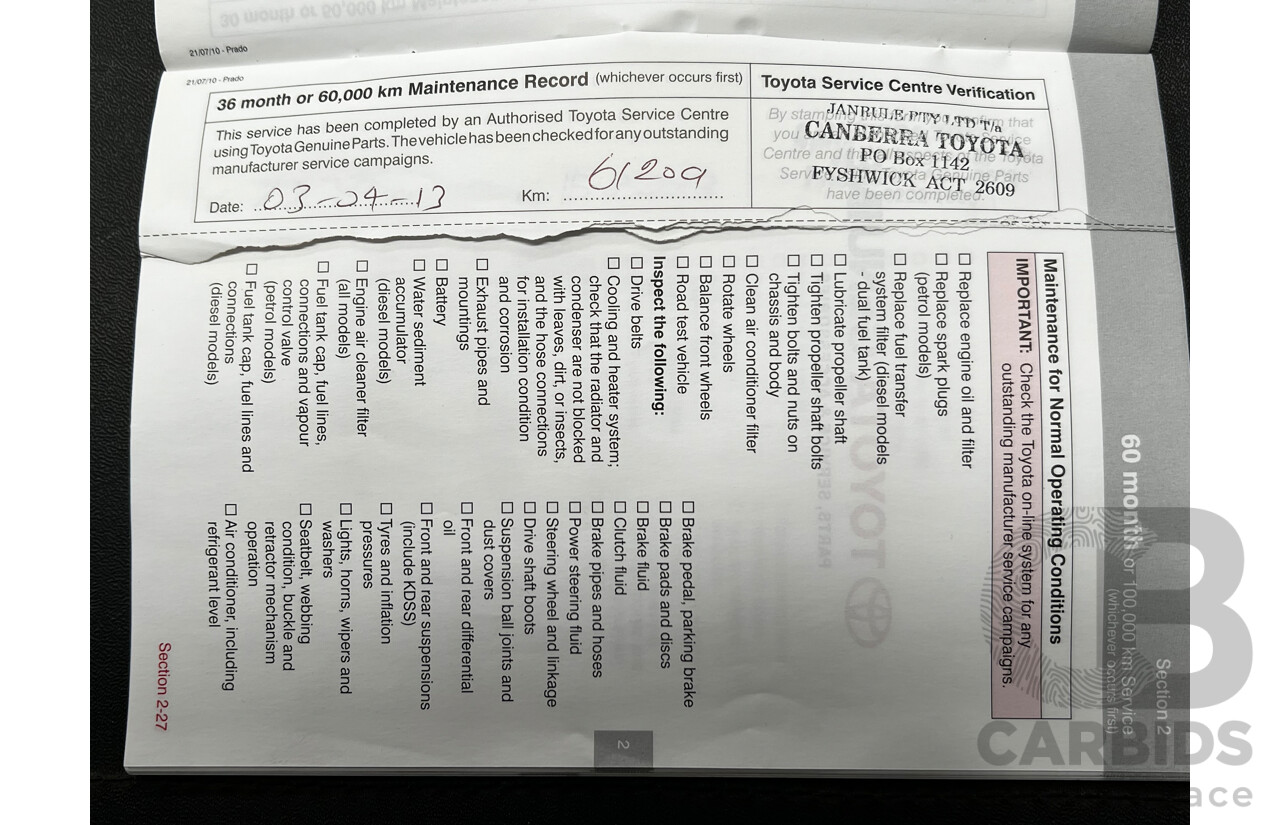 21/07/10 - Prado
21/07/10 - Prado
36 month or 60,000 km Maintenance Record (whichever occurs first)
This service has been completed by an Authorised Toyota Service Centre
using Toyota Genuine Parts. The vehicle has been checked for any outstanding
manufacturer service campaigns.
Date: 03-04-13
Km: 61209
Toyota Service Centre Verification
JANRULE PTY LTD T/a
CANBERRA TOYOTA
PO Box 1142
FYSHWICK ACT 2609
have been completed.
Section 2
60 month or 100,000 km Service
(whichever occurs first)
Maintenance for Normal Operating Conditions
IMPORTANT: Check the Toyota on-line system for any
outstanding manufacturer service campaigns.
☐ Replace engine oil and filter
☐ Replace spark plugs
(petrol models)
☐ Replace fuel transfer
system filter (diesel models
- dual fuel tank)
☐ Lubricate propeller shaft
☐ Tighten propeller shaft bolts
☐ Tighten bolts and nuts on
chassis and body
☐ Clean air conditioner filter
☐ Rotate wheels
☐ Balance front wheels
☐ Road test vehicle
Inspect the following:
☐ Drive belts
☐ Cooling and heater system;
check that the radiator and
condenser are not blocked
with leaves, dirt, or insects,
and the hose connections
for installation condition
and corrosion
☐ Exhaust pipes and
mountings
☐ Battery
☐ Water sediment
accumulator
(diesel models)
☐ Engine air cleaner filter
(all models)
☐ Fuel tank cap, fuel lines,
connections and vapour
control valve
(petrol models)
☐ Fuel tank cap, fuel lines and
connections
(diesel models)
☐ Brake pedal, parking brake
☐ Brake pads and discs
☐ Brake fluid
☐ Clutch fluid
☐ Brake pipes and hoses
☐ Power steering fluid
☐ Steering wheel and linkage
☐ Drive shaft boots
☐ Suspension ball joints and
dust covers
☐ Front and rear differential
oil
☐ Front and rear suspensions
(include KDSS)
☐ Tyres and inflation
pressures
☐ Lights, horns, wipers and
washers
☐ Seatbelt, webbing
condition, buckle and
retractor mechanism
operation
☐ Air conditioner, including
refrigerant level
2
Section 2-27
CARBIDS